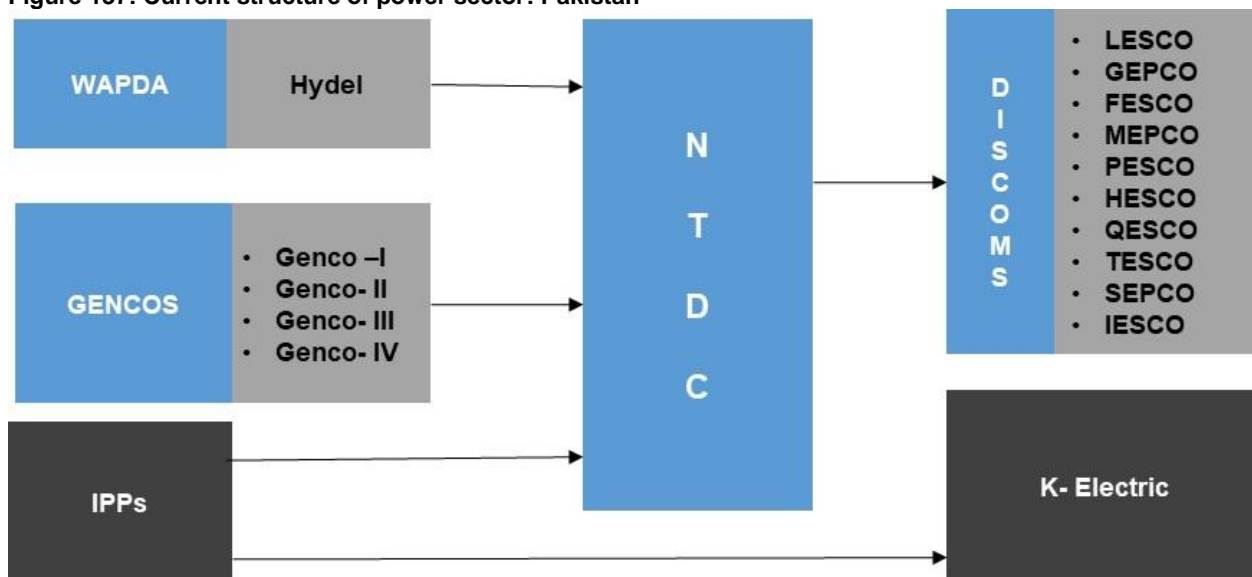 Figure 137: Current structure of power sector: Pakistan
WAPDA
Hydel
GENCOS
• Genco –I
• Genco- II
• Genco- III
• Genco- IV
IPPs
N
T
D
C
D
I
S
C
O
M
S
• LESCO
• GEPCO
• FESCO
• MEPCO
• PESCO
• HESCO
• QESCO
• TESCO
• SEPCO
• IESCO
K- Electric